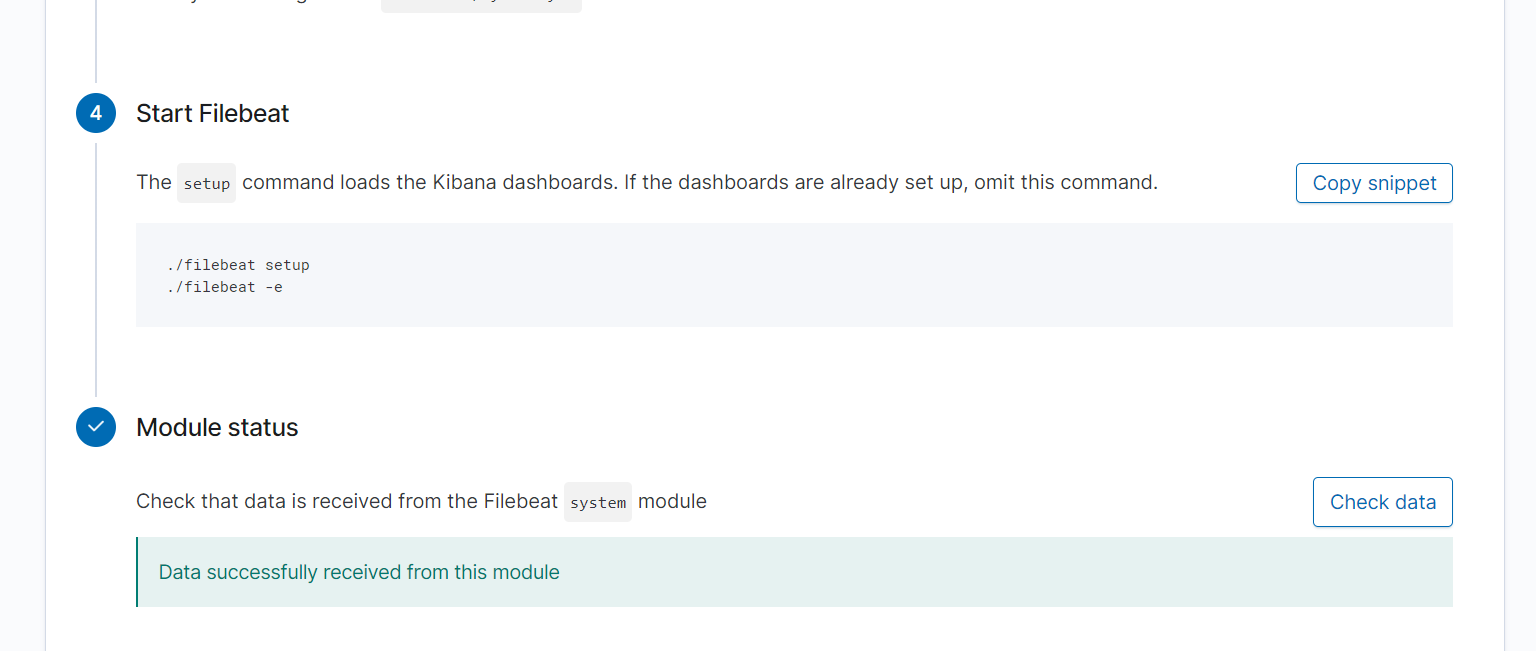 4
Start Filebeat
The setup command loads the Kibana dashboards. If the dashboards are already set up, omit this command.
Copy snippet
./filebeat setup
./filebeat -e
Module status
Check that data is received from the Filebeat system module
Check data
Data successfully received from this module